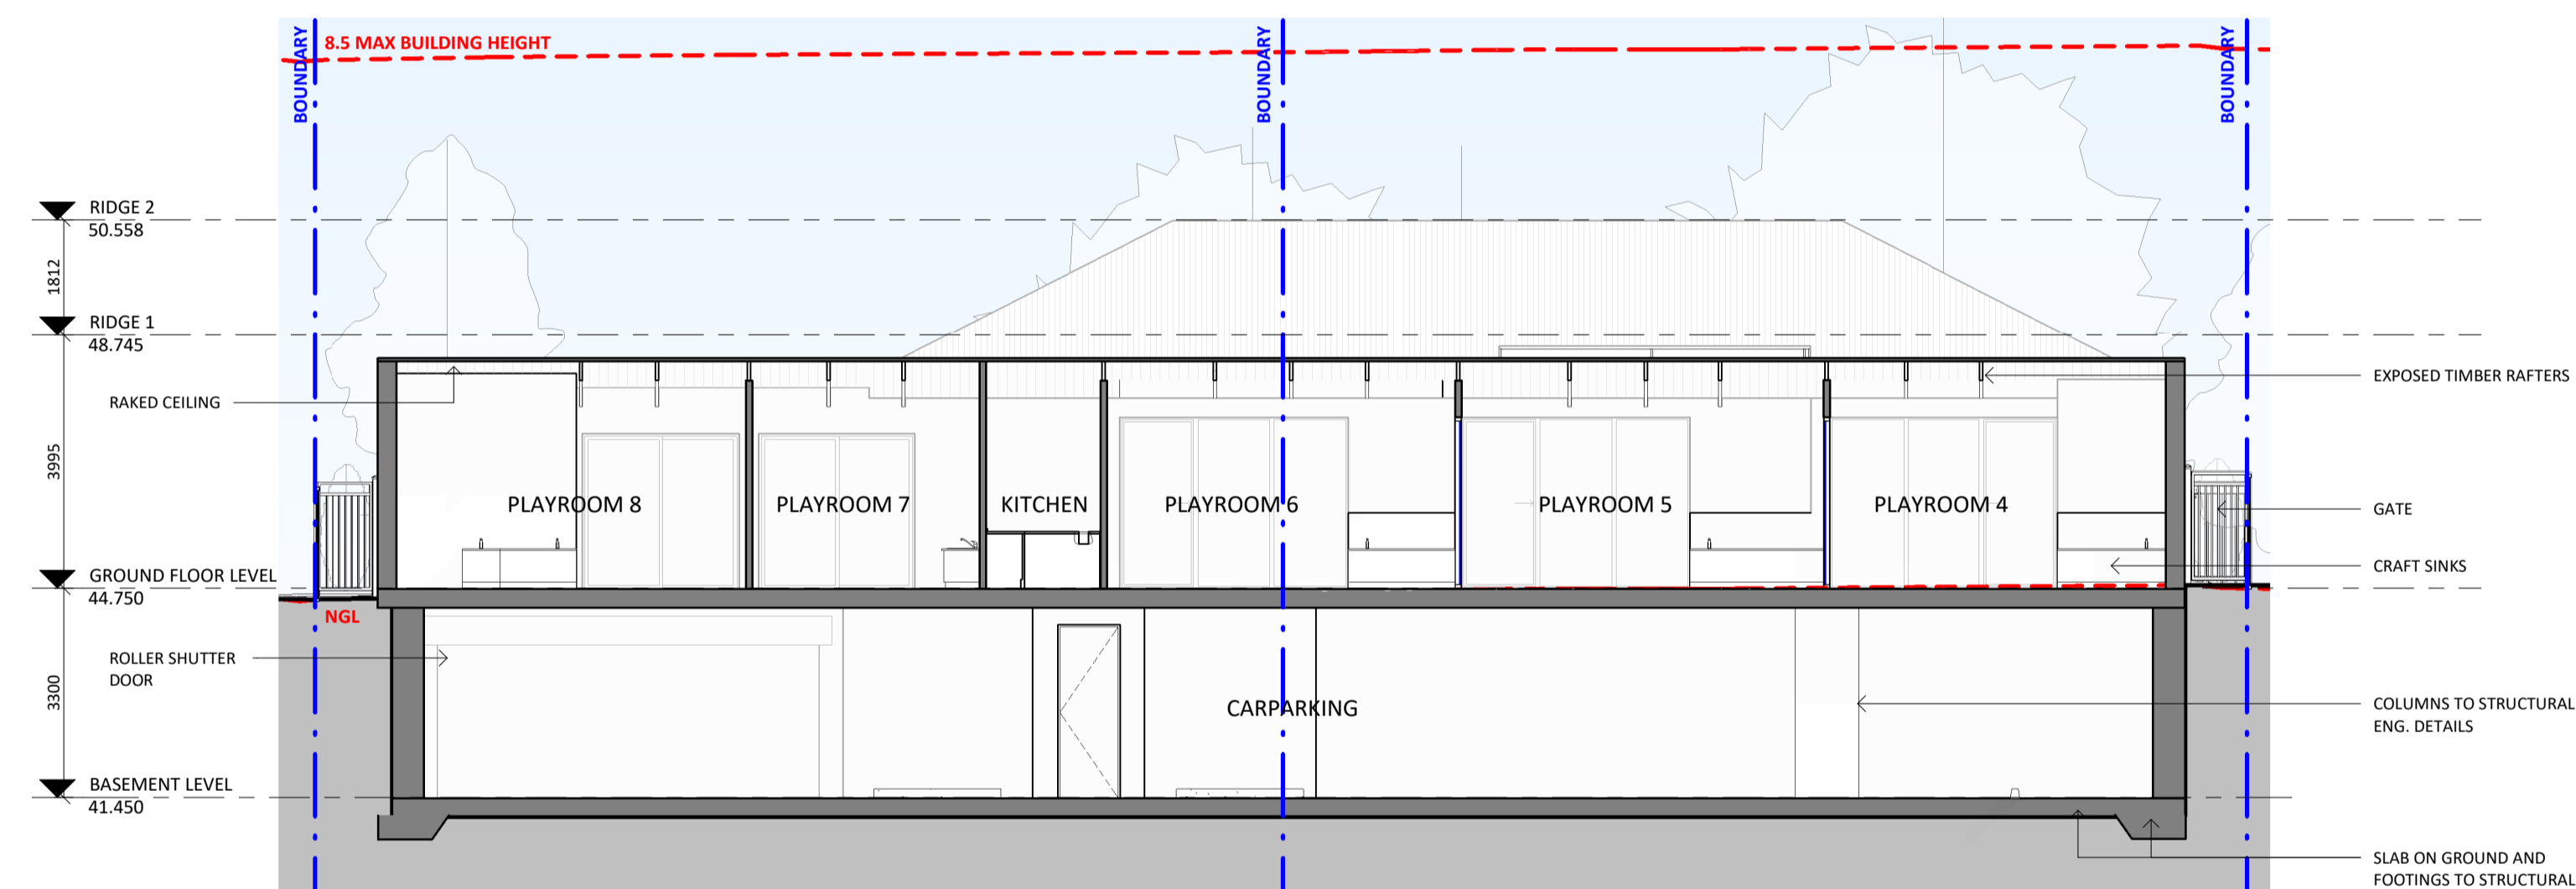 BOUNDARY
8.5 MAX BUILDING HEIGHT
BOUNDARY
BOUNDARY
RIDGE 2
50.558
1812
RIDGE 1
48.745
RAKED CEILING
EXPOSED TIMBER RAFTERS
3995
PLAYROOM 8
PLAYROOM 7
KITCHEN
PLAYROOM 6
PLAYROOM 5
PLAYROOM 4
GATE
CRAFT SINKS
GROUND FLOOR LEVEL
44.750
NGL
ROLLER SHUTTER
DOOR
3300
CARPARKING
COLUMNS TO STRUCTURAL
ENG. DETAILS
BASEMENT LEVEL
41.450
SLAB ON GROUND AND
FOOTINGS TO STRUCTURAL